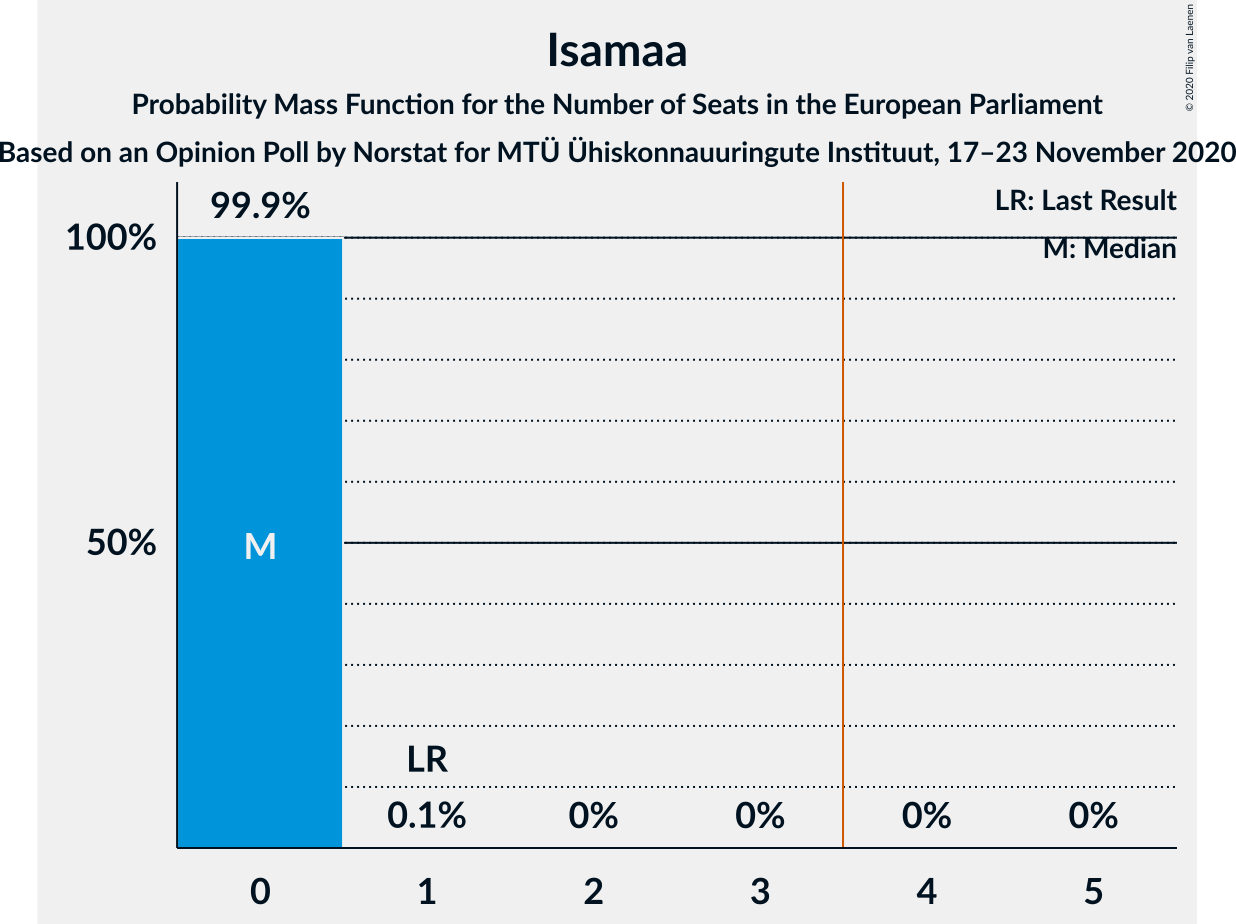 Isamaa
Probability Mass Function for the Number of Seats in the European Parliament
Based on an Opinion Poll by Norstat for MTÜ Ühiskonnauuringute Instituut, 17–23 November 2020
© 2020 Filip van Laenen
LR: Last Result
M: Median
99.9%
100%
50%
M
LR
0.1%
0%
0%
0%
0%
0
1
2
3
4
5